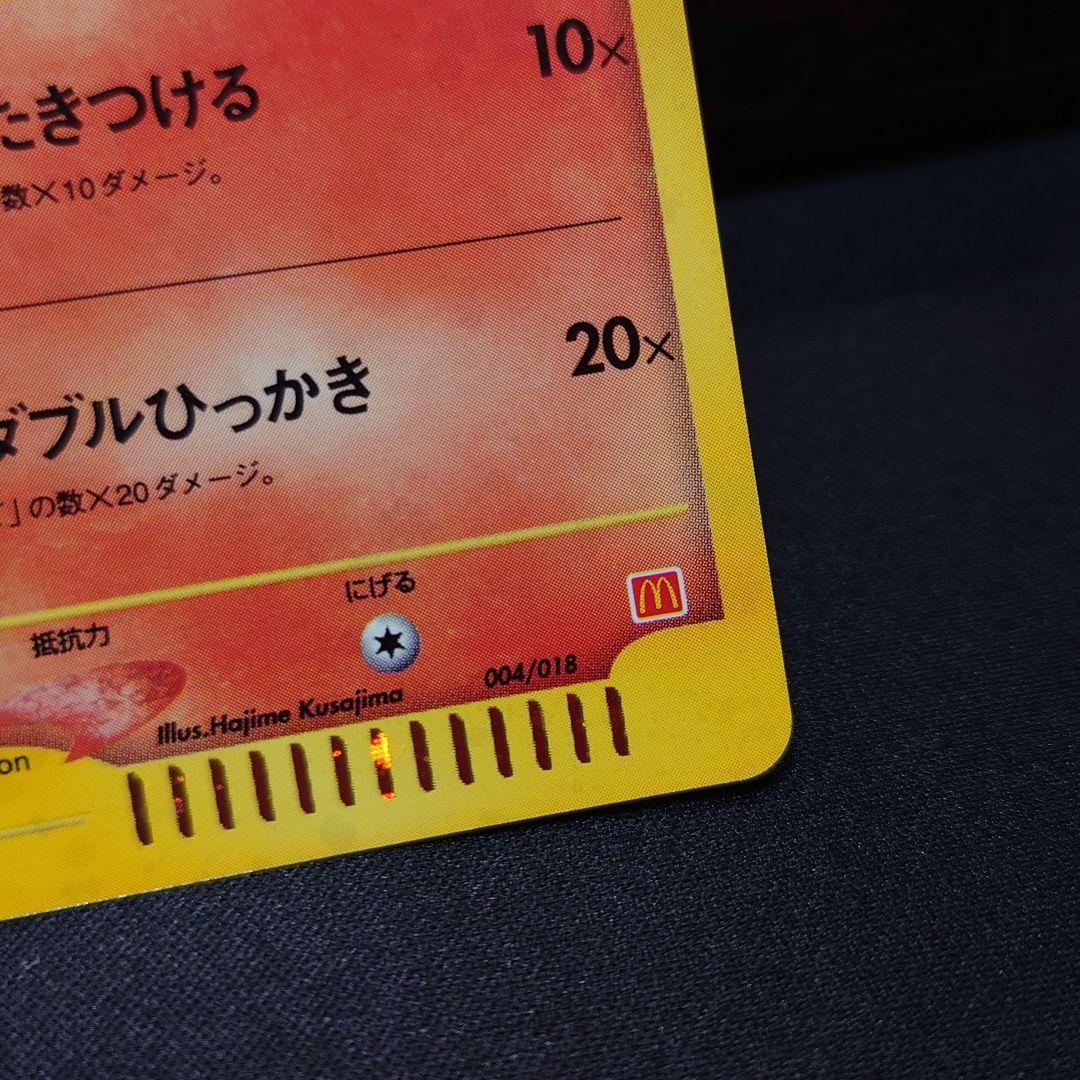 たきつける 10×
数×10ダメージ。
ダブルひっかき 20×
」の数×20ダメージ。
にげる
抵抗力
004/018
Illus.Hajime Kusajima
on